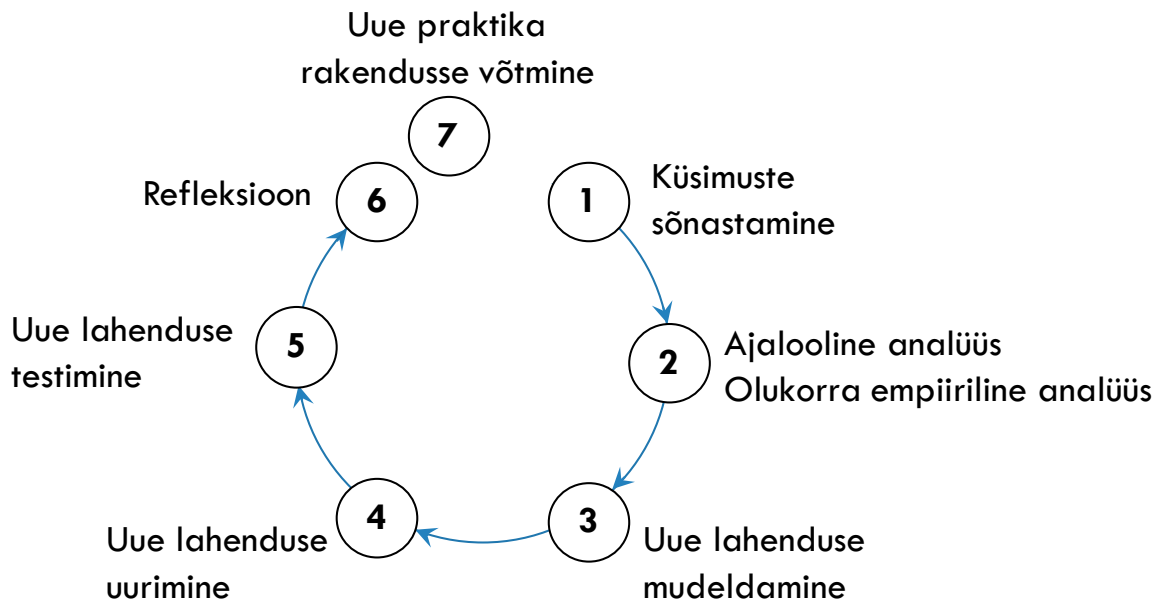 Uue praktika
rakendusse võtmine
7
Refleksioon
6
1
Küsimuste
sõnastamine
Uue lahenduse
testimine
5
2
Ajalooline analüüs
Olukorra empiiriline analüüs
4
Uue lahenduse
uurimine
3
Uue lahenduse
mudeldamine